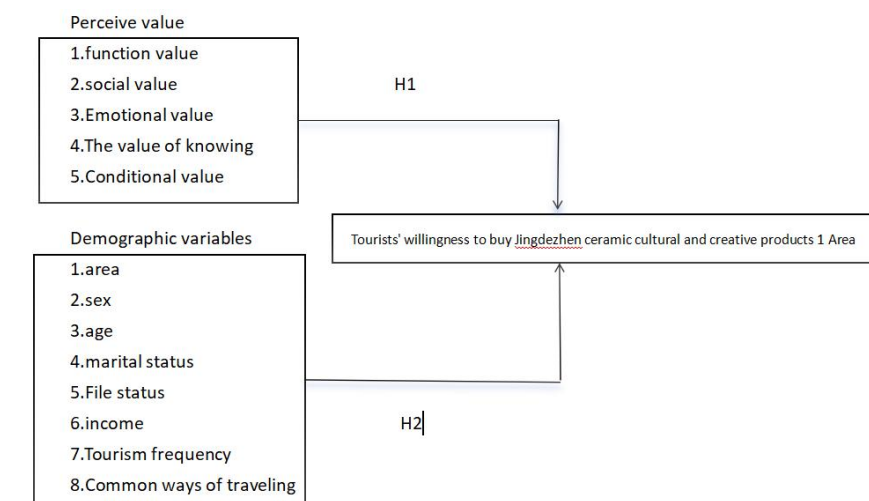 Perceive value
1.function value
2.social value
3.Emotional value
4.The value of knowing
5.Conditional value
H1
Tourists' willingness to buy Jingdezhen ceramic cultural and creative products 1 Area
Demographic variables
1.area
2.sex
3.age
4.marital status
5.File status
6.income
7.Tourism frequency
8.Common ways of traveling
H2